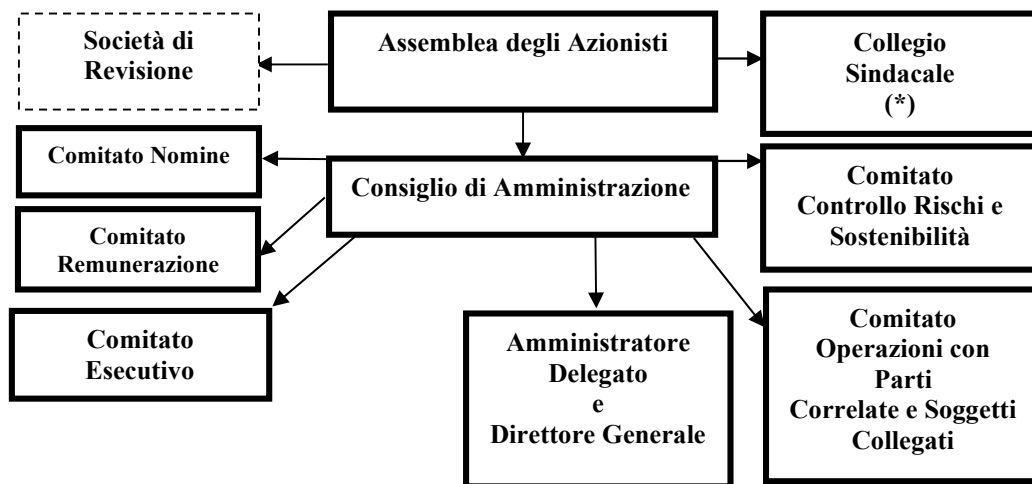 Società di
Revisione
Assemblea degli Azionisti
Collegio
Sindacale
(*)
Comitato Nomine
Consiglio di Amministrazione
Comitato
Controllo Rischi e
Sostenibilità
Comitato
Remunerazione
Comitato
Esecutivo
Amministratore
Delegato
e
Direttore Generale
Comitato
Operazioni con
Parti
Correlate e Soggetti
Collegati